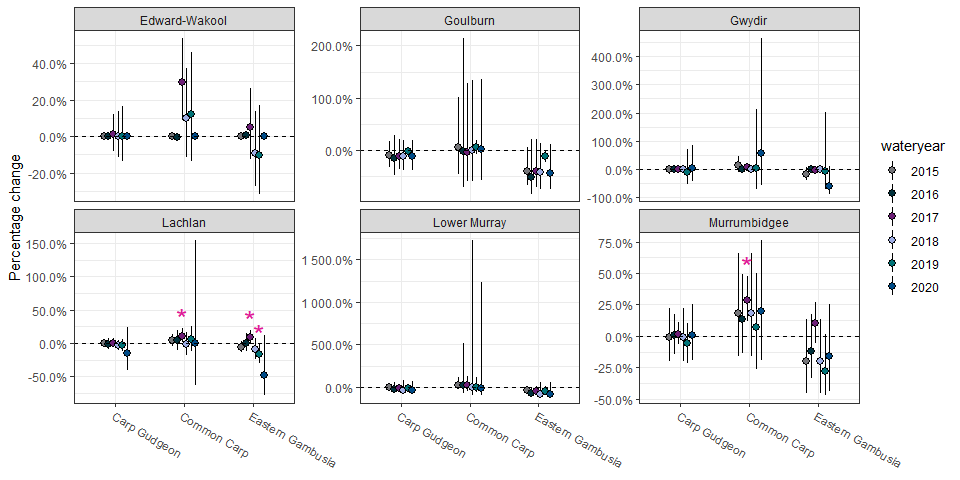 Edward-Wakool
Goulburn
Gwydir
40.0%
20.0%
0.0%
-20.0%
200.0%
100.0%
0.0%
400.0%
300.0%
200.0%
100.0%
0.0%
-100.0%
Percentage change
Lachlan
Lower Murray
Murrumbidgee
150.0%
100.0%
50.0%
0.0%
-50.0%
1 500.0%
1 000.0%
500.0%
0.0%
75.0%
50.0%
25.0%
0.0%
-25.0%
-50.0%
*
*
*
*
Carp Gudgeon
Common Carp
Eastern Gambusia
Carp Gudgeon
Common Carp
Eastern Gambusia
Carp Gudgeon
Common Carp
Eastern Gambusia
wateryear
2015
2016
2017
2018
2019
2020